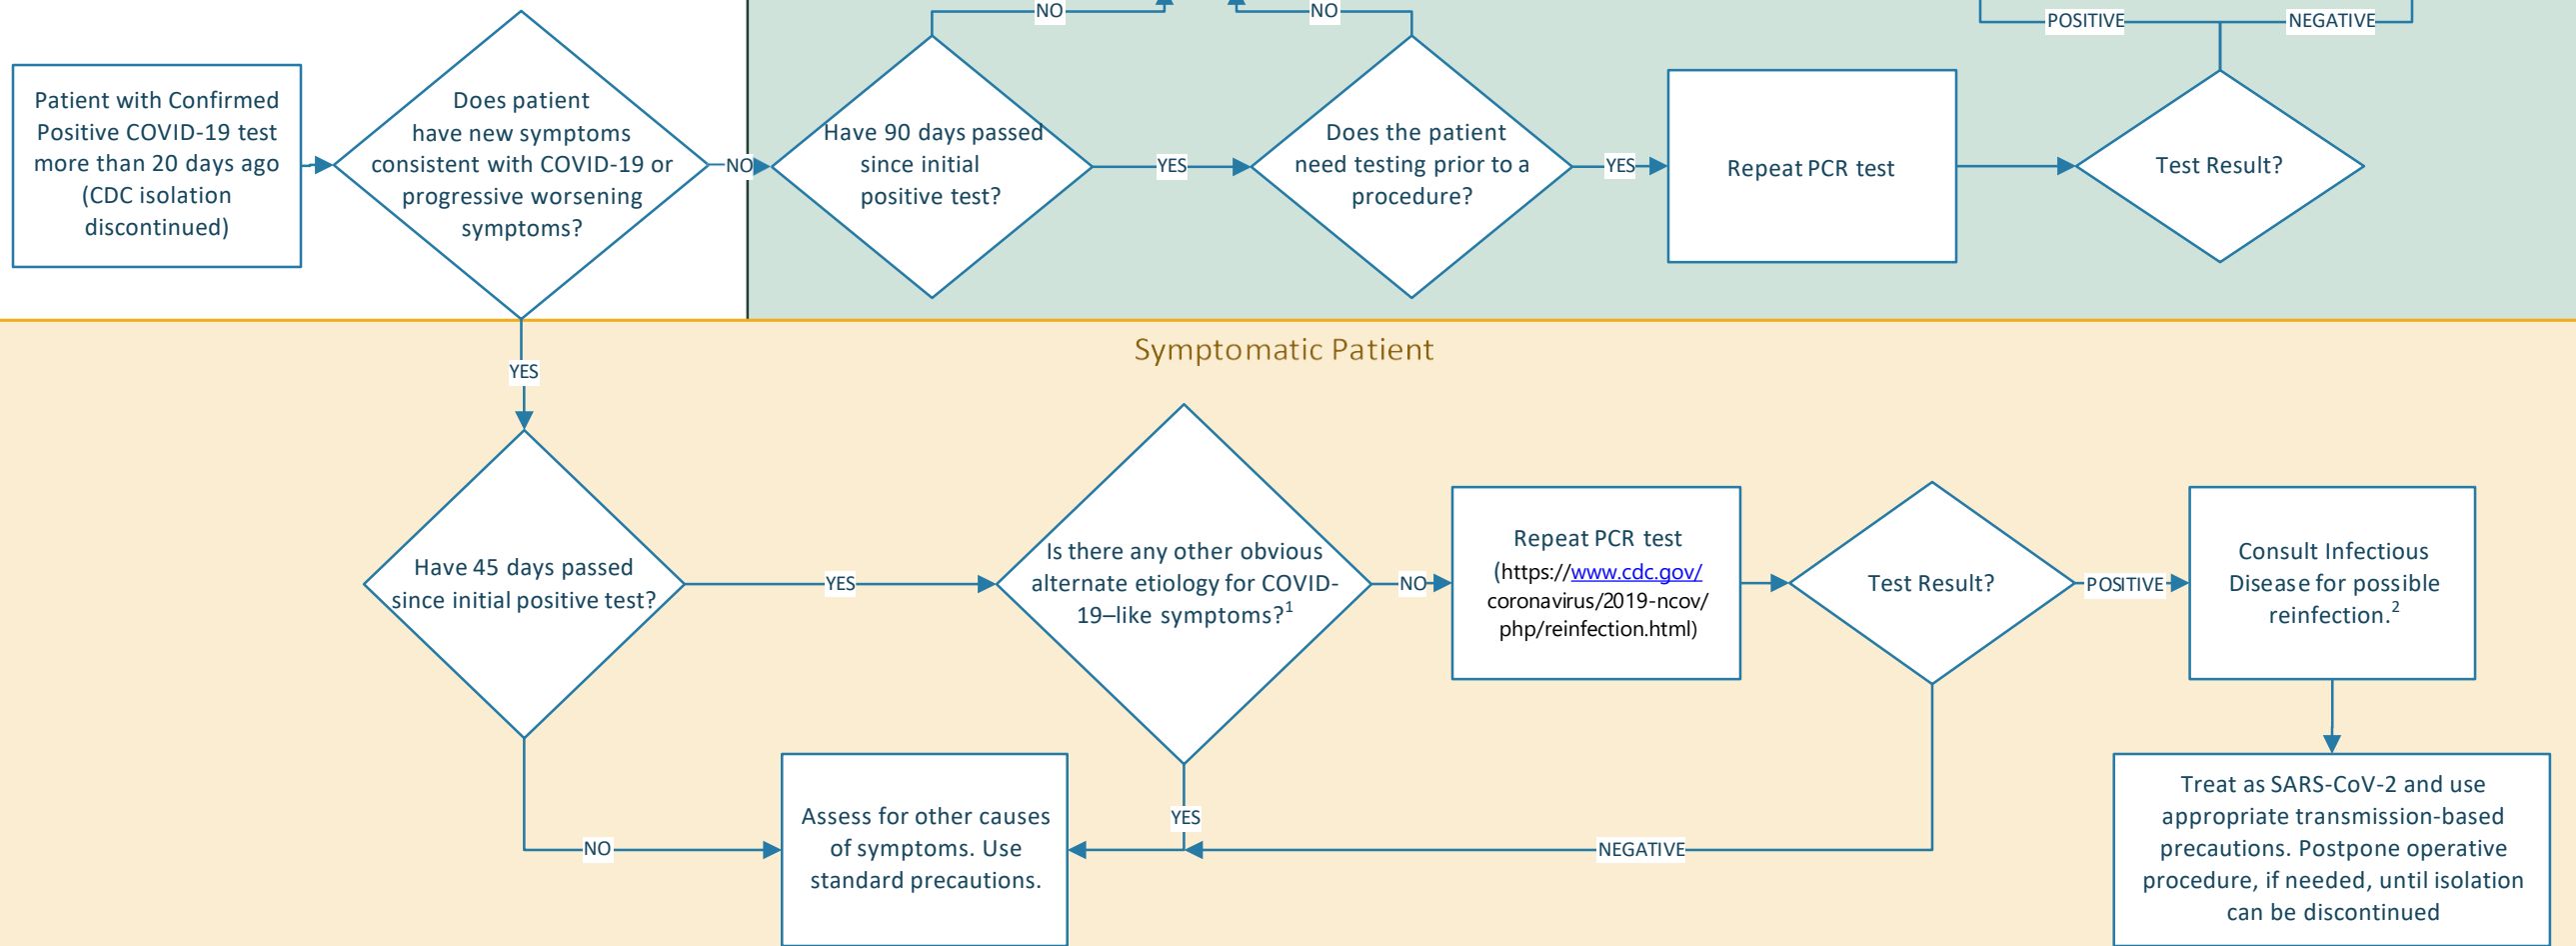 NO
NO
POSITIVE
NEGATIVE
Patient with Confirmed
Positive COVID-19 test
more than 20 days ago
(CDC isolation
discontinued)
Does patient
have new symptoms
consistent with COVID-19 or
progressive worsening
symptoms?
NO
Have 90 days passed
since initial
positive test?
YES
Does the patient
need testing prior to a
procedure?
YES
Repeat PCR test
Test Result?
YES
Symptomatic Patient
Have 45 days passed
since initial positive test?
YES
Is there any other obvious
alternate etiology for COVID-
19–like symptoms?1
NO
Repeat PCR test
(https://www.cdc.gov/
coronavirus/2019-ncov/
php/reinfection.html)
Test Result?
POSITIVE
Consult Infectious
Disease for possible
reinfection.2
NO
Assess for other causes
of symptoms. Use
standard precautions.
YES
NEGATIVE
Treat as SARS-CoV-2 and use
appropriate transmission-based
precautions. Postpone operative
procedure, if needed, until isolation
can be discontinued